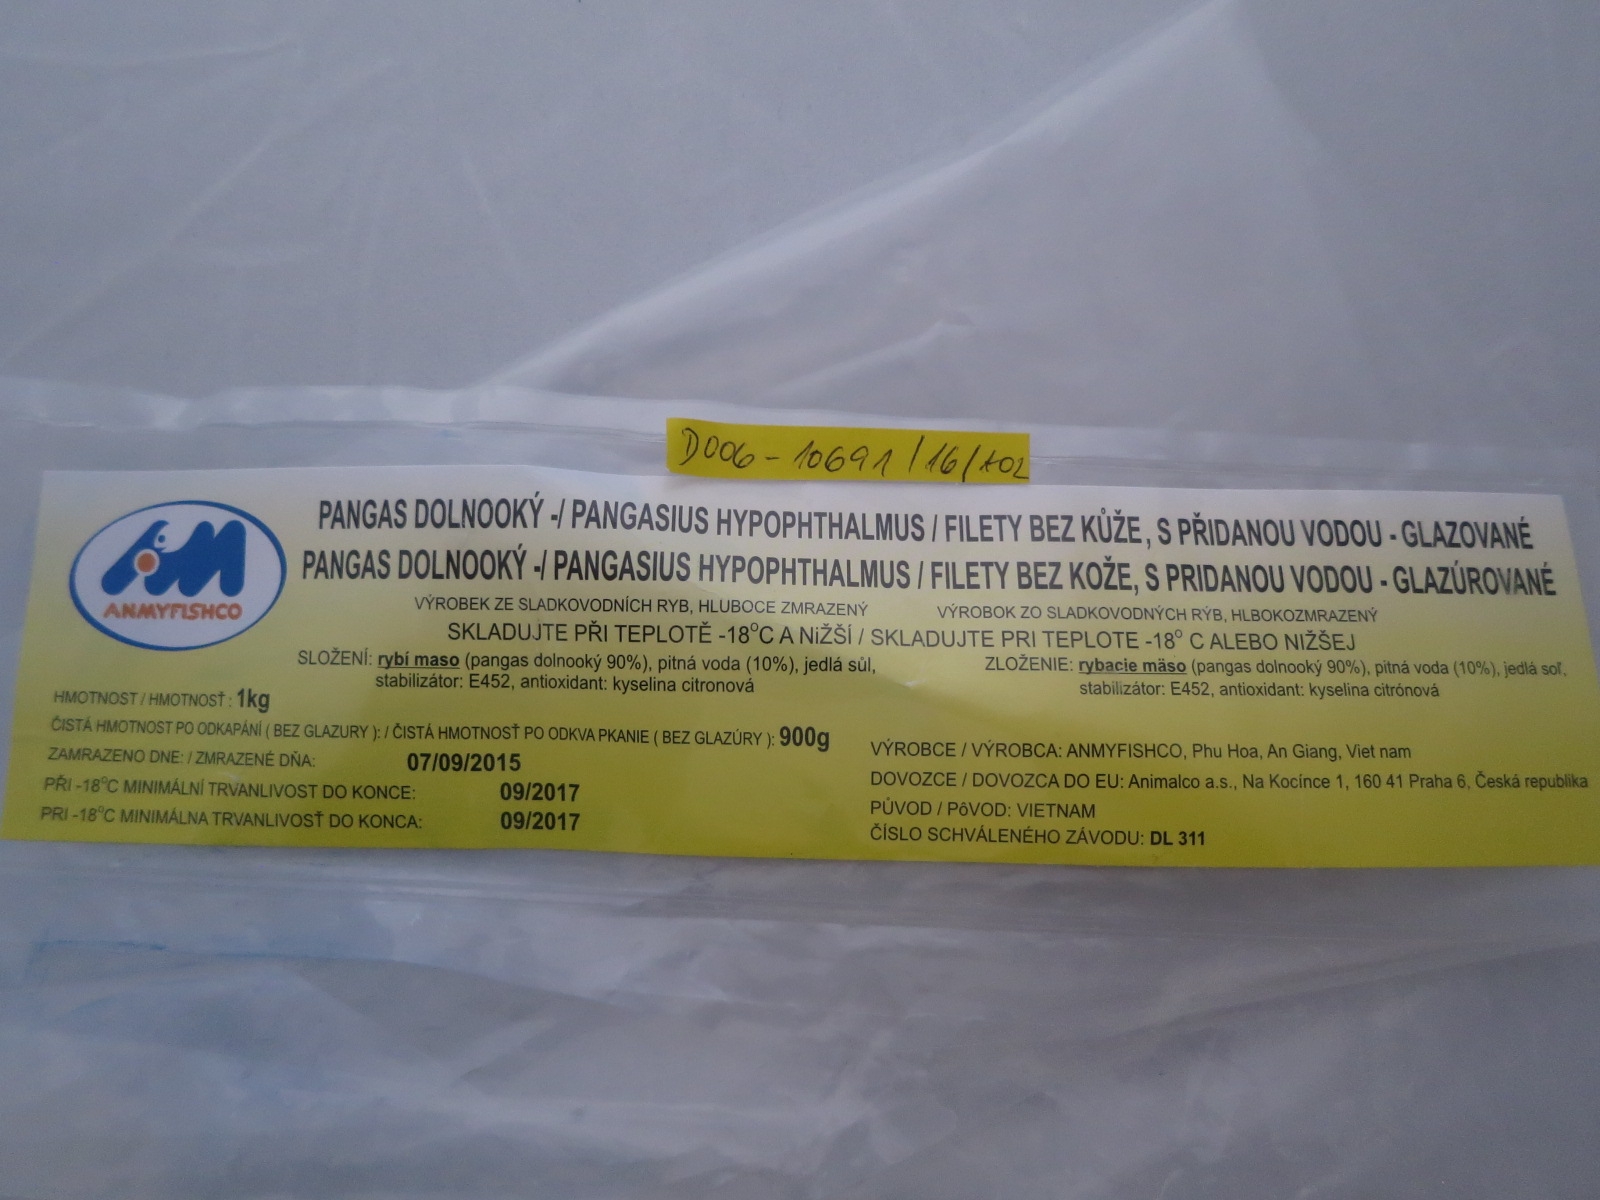 D006-10691/16/A02
PANGAS DOLNOOKÝ -/ PANGASIUS HYPOPHTHALMUS / FILETY BEZ KŮŽE, S PŘIDANOU VODOU - GLAZOVANÉ
PANGAS DOLNOOKÝ -/ PANGASIUS HYPOPHTHALMUS / FILETY BEZ KOŽE, S PRIDANOU VODOU - GLAZÚROVANÉ
ANMYFISHCO
VÝROBEK ZE SLADKOVODNÍCH RYB, HLUBOCE ZMRAZENÝ VÝROBOK ZO SLADKOVODNÝCH RÝB, HLBOKOZMRAZENÝ
SKLADUJTE PŘI TEPLOTĚ -18°C A NiŽŠÍ / SKLADUJTE PRI TEPLOTE -18° C ALEBO NIŽŠEJ
SLOŽENÍ: rybí maso (pangas dolnooký 90%), pitná voda (10%), jedlá sůl,
stabilizátor: E452, antioxidant: kyselina citronová
ZLOŽENIE: rybacie mäso (pangas dolnooký 90%), pitná voda (10%), jedlá soľ,
stabilizátor: E452, antioxidant: kyselina citrónová
HMOTNOST / HMOTNOSŤ : 1kg
ČISTÁ HMOTNOST PO ODKAPÁNÍ ( BEZ GLAZURY ): / ČISTÁ HMOTNOSŤ PO ODKVA PKANIE ( BEZ GLAZÚRY ): 900g
ZAMRAZENO DNE: / ZMRAZENÉ DŇA: 07/09/2015
PŘI -18°C MINIMÁLNÍ TRVANLIVOST DO KONCE: 09/2017
PRI -18°C MINIMÁLNA TRVANLIVOSŤ DO KONCA: 09/2017
VÝROBCE / VÝROBCA: ANMYFISHCO, Phu Hoa, An Giang, Viet nam
DOVOZCE / DOVOZCA DO EU: Animalco a.s., Na Kocínce 1, 160 41 Praha 6, Česká republika
PŮVOD / PôVOD: VIETNAM
ČÍSLO SCHVÁLENÉHO ZÁVODU: DL 311